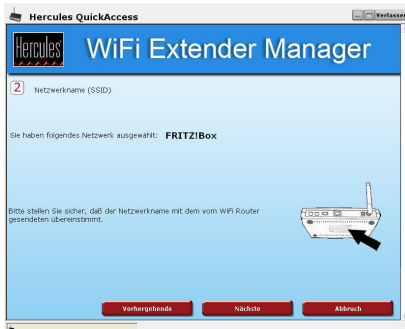 Hercules QuickAccess
Verlassen
Hercules
WiFi Extender Manager
2 Netzwerkname (SSID)
Sie haben folgendes Netzwerk ausgewählt: FRITZ!Box
Bitte stellen Sie sicher, daß der Netzwerkname mit dem vom WiFi Router
gesendeten übereinstimmt.
Vorhergehende
Nächste
Abbruch